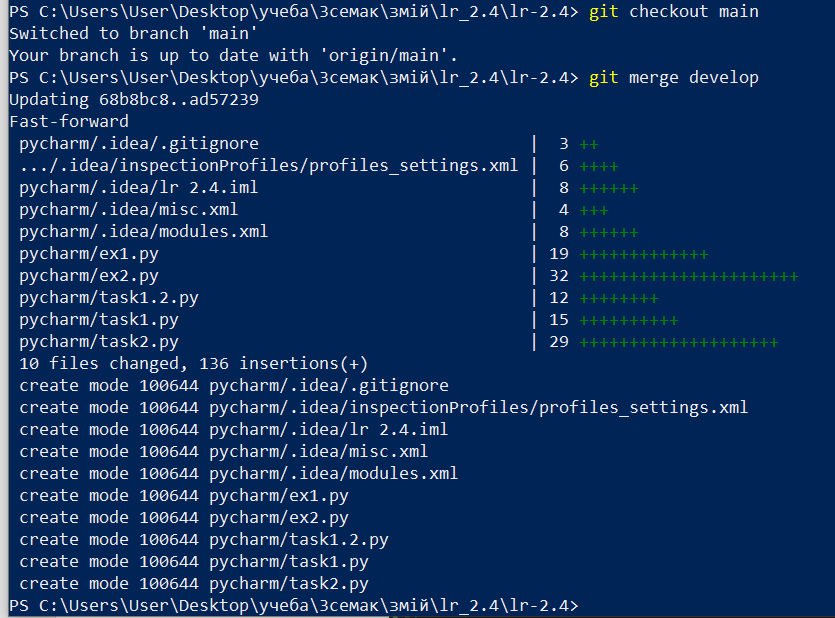 PS C:\Users\User\Desktop\учеба\3семак\змій\lr_2.4\lr-2.4> git checkout main
Switched to branch 'main'
Your branch is up to date with 'origin/main'.
PS C:\Users\User\Desktop\учеба\3семак\змій\lr_2.4\lr-2.4> git merge develop
Updating 68b8bc8..ad57239
Fast-forward
 pycharm/.idea/.gitignore                           |  3 ++
 .../.idea/inspectionProfiles/profiles_settings.xml |  6 ++++
 pycharm/.idea/lr 2.4.iml                           |  8 ++++++
 pycharm/.idea/misc.xml                             |  4 +++
 pycharm/.idea/modules.xml                          |  8 ++++++
 pycharm/ex1.py                                     | 19 +++++++++++++
 pycharm/ex2.py                                     | 32 ++++++++++++++++++++++
 pycharm/task1.2.py                                 | 12 ++++++++
 pycharm/task1.py                                   | 15 ++++++++++
 pycharm/task2.py                                   | 29 ++++++++++++++++++++
 10 files changed, 136 insertions(+)
 create mode 100644 pycharm/.idea/.gitignore
 create mode 100644 pycharm/.idea/inspectionProfiles/profiles_settings.xml
 create mode 100644 pycharm/.idea/lr 2.4.iml
 create mode 100644 pycharm/.idea/misc.xml
 create mode 100644 pycharm/.idea/modules.xml
 create mode 100644 pycharm/ex1.py
 create mode 100644 pycharm/ex2.py
 create mode 100644 pycharm/task1.2.py
 create mode 100644 pycharm/task1.py
 create mode 100644 pycharm/task2.py
PS C:\Users\User\Desktop\учеба\3семак\змій\lr_2.4\lr-2.4>